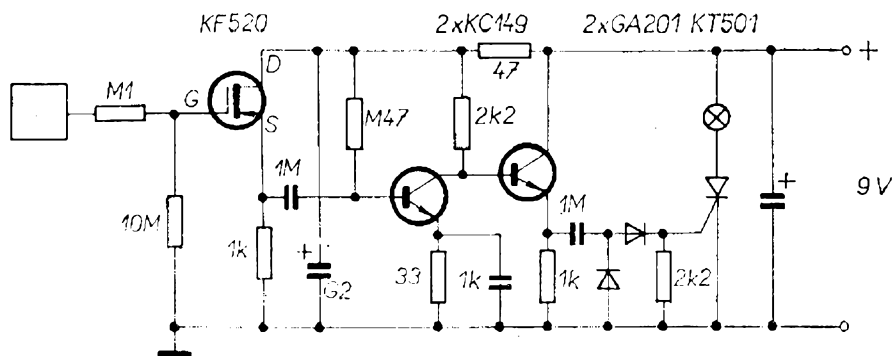 KF520 2xKC149 2xGA201 KT501
D
47
+
M1
G
S
M47
2k2
1M
1M
9V
10M
1k
+
+
G2
33
1k
1k
2k2